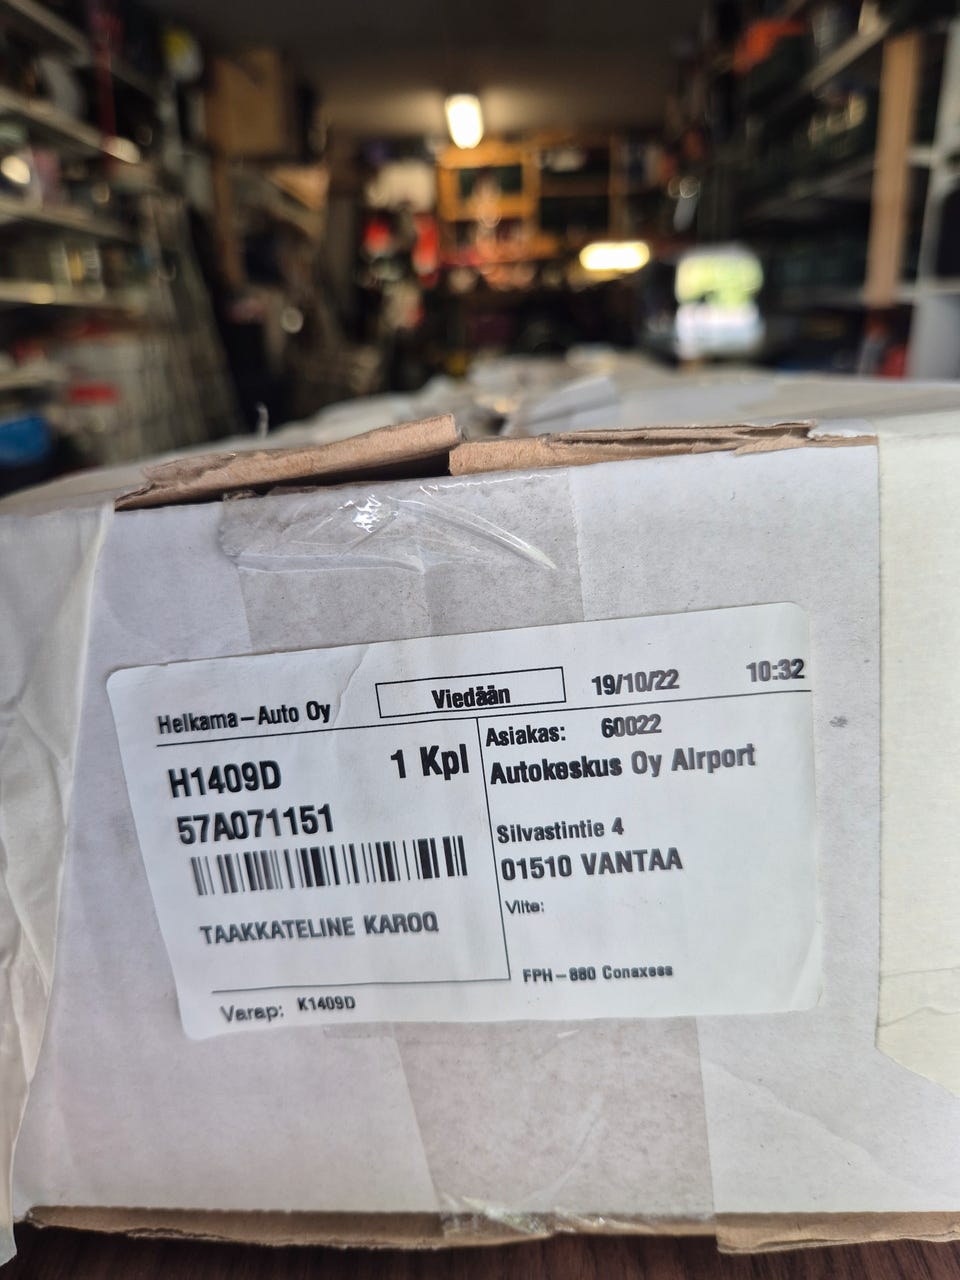 Helkama-Auto Oy
Viedään
19/10/22
10:32
H1409D
1 Kpl
57A071151
TAAKKATELINE KAROQ
Varap: K1409D
Asiakas: 60022
Autokeskus Oy Airport
Silvastintie 4
01510 VANTAA
Viite:
FPH-880 Conaxess